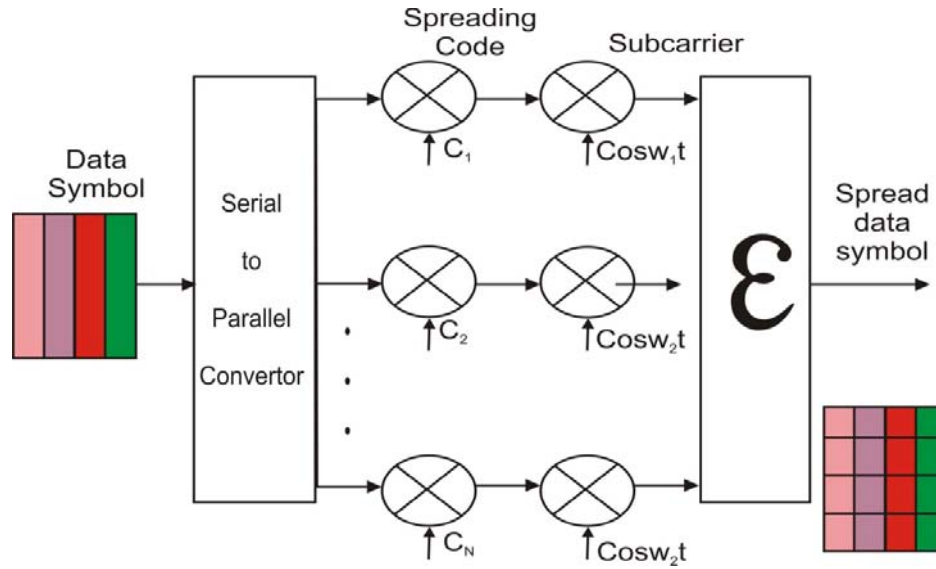 Spreading
Code
Subcarrier
Data
Symbol
Serial
to
Parallel
Convertor
C₁
Cosw₁t
C₂
Cosw₂t
C_N
Cosw₂t
ε
Spread
data
symbol